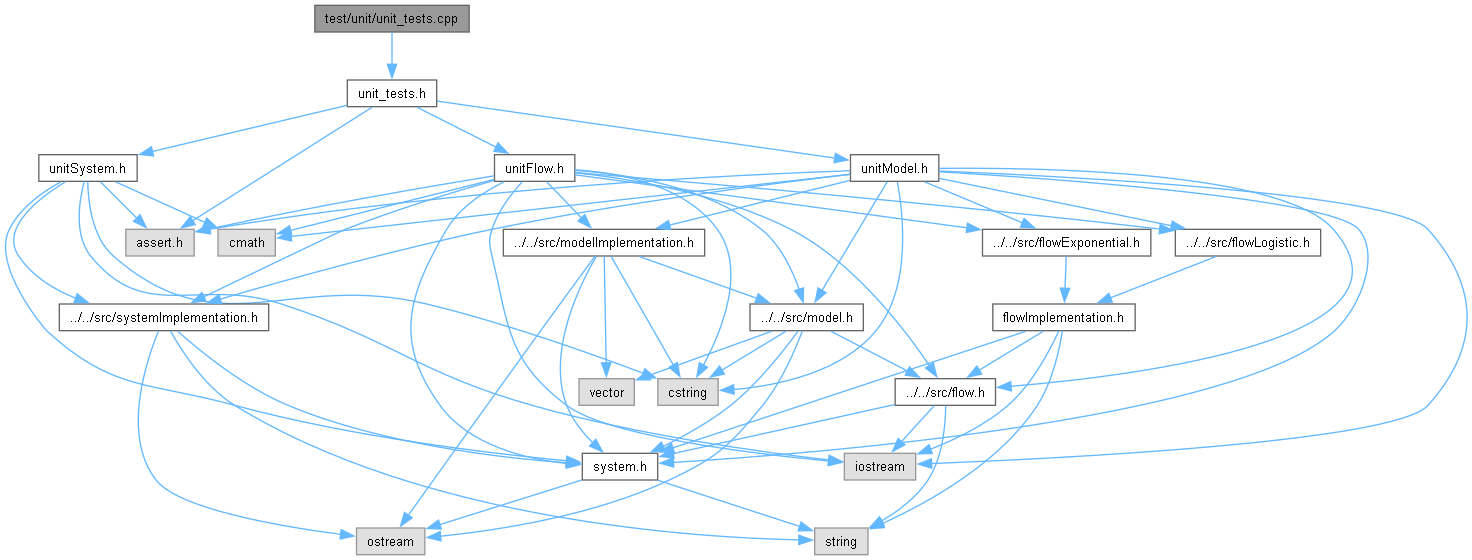 test/unit/unit_tests.cpp
unit_tests.h
unitSystem.h
unitFlow.h
unitModel.h
assert.h
cmath
../../src/modelImplementation.h
../../src/flowExponential.h
../../src/flowLogistic.h
../../src/systemImplementation.h
../../src/model.h
flowImplementation.h
vector
cstring
../../src/flow.h
system.h
iostream
ostream
string